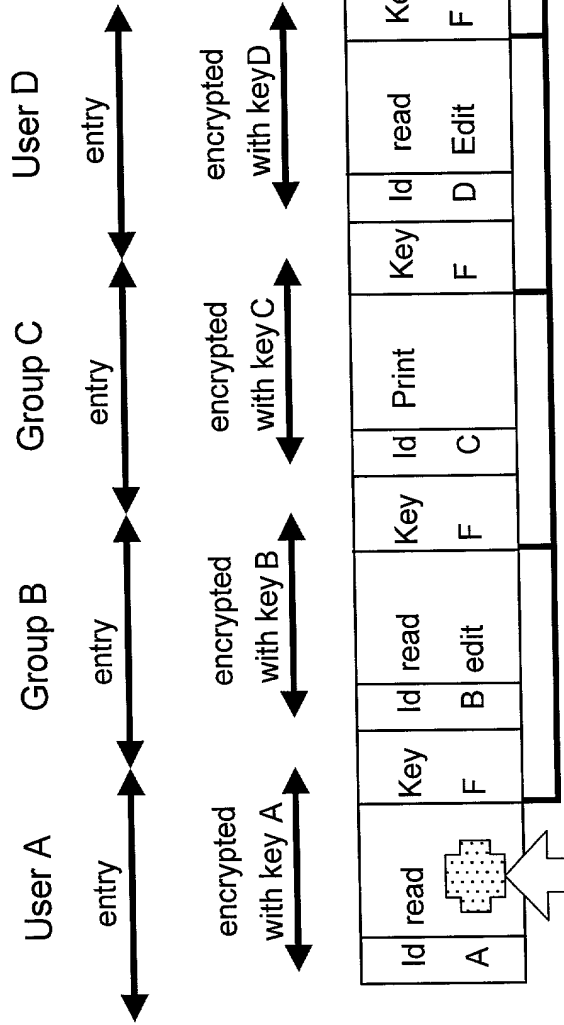 User A Group B Group C User D
entry entry entry entry
encrypted encrypted encrypted encrypted
with key A with key B with key C with keyD
Id read Key Id read Key Id Print Key Id read Ke
A F B edit F C F D Edit F